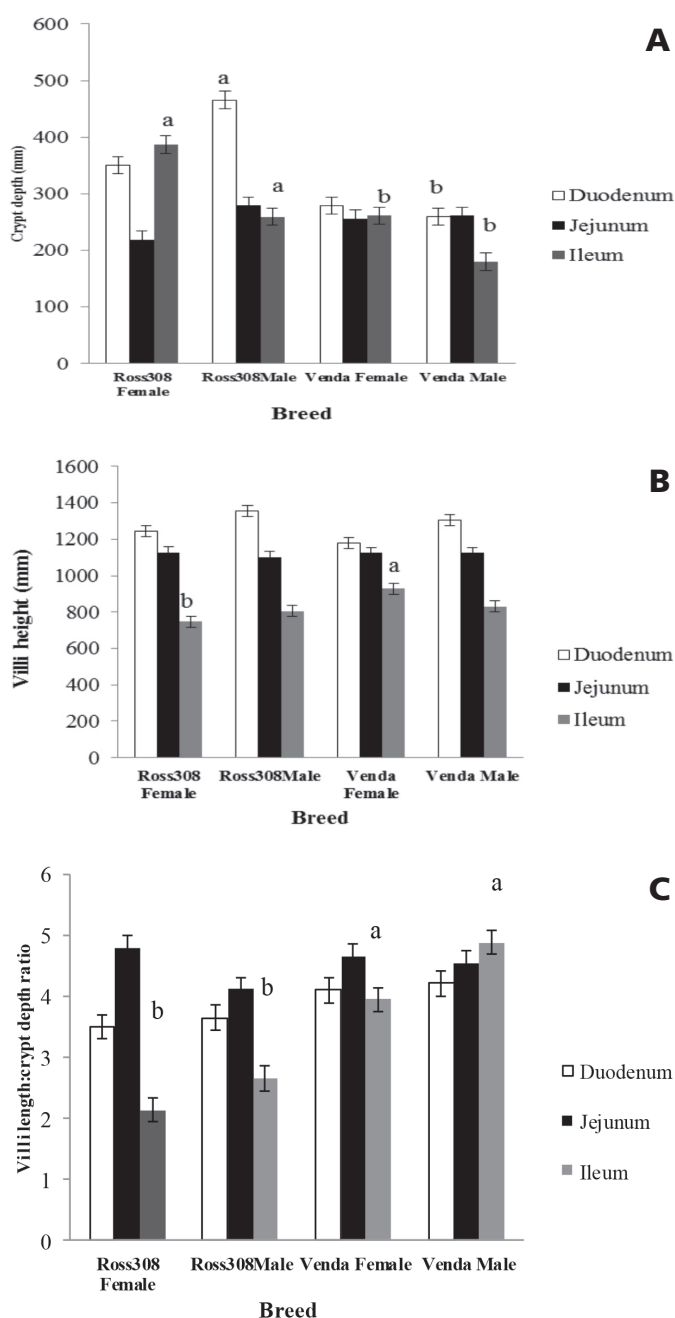 A
600
500
400
300
200
100
0
Crypt depth (mm)
a
a
a
b
b
b
Duodenum
Jejunum
Ileum
Ross308 Female
Ross308Male
Venda Female
Venda Male
Breed
B
1600
1400
1200
1000
800
600
400
200
0
Villi height (mm)
b
a
Duodenum
Jejunum
Ileum
Ross308 Female
Ross308Male
Venda Female
Venda Male
Breed
C
6
5
4
3
2
1
0
Villi length:crypt depth ratio
b
b
a
a
Duodenum
Jejunum
Ileum
Ross308 Female
Ross308Male
Venda Female
Venda Male
Breed